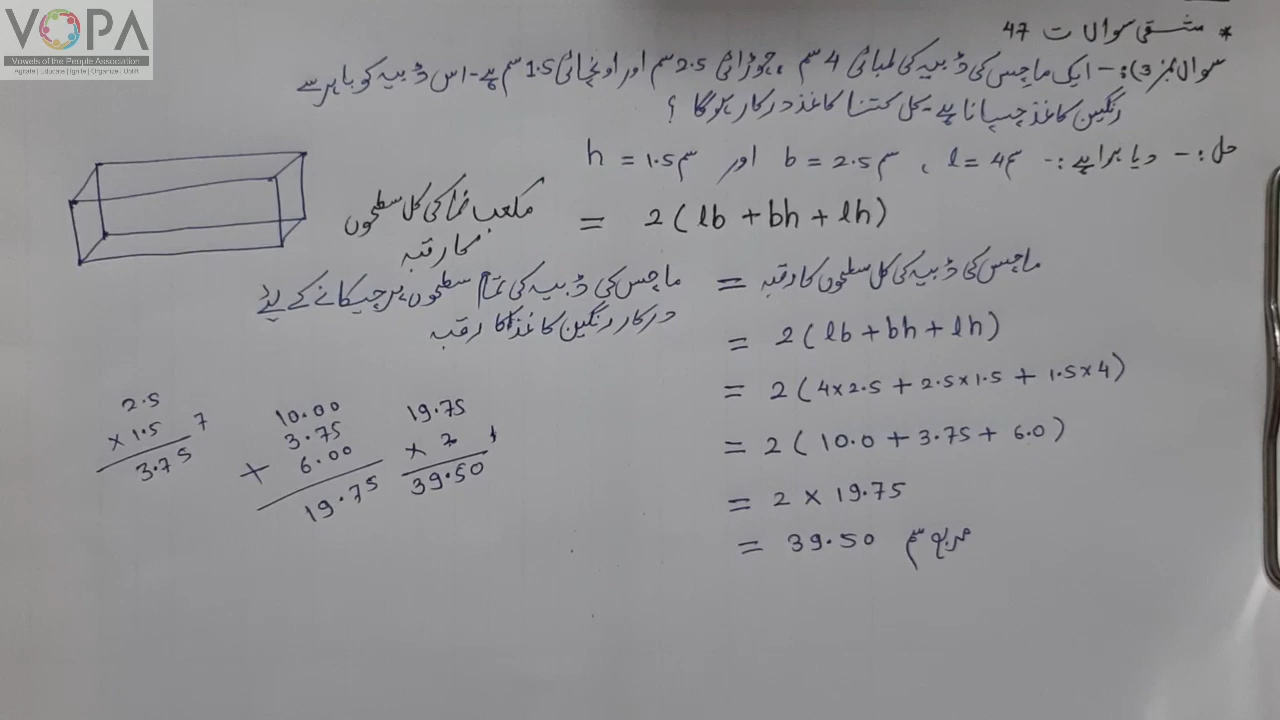 VOPA
Vowels of the People Association
Agitate | Educate | Ignite | Organize | Uplift
* مشقی سوالات 47
سوال نمبر 3): - ایک ماچس کی ڈبیہ کی لمبائی 4 سم ، چوڑائی 2.5 سم اور اونچائی 1.5 سم ہے - اس ڈبیہ کو باہر سے
رنگین کاغذ چپکانا ہے - کل کتنا کاغذ درکار ہوگا ؟
حل : - دیا ہوا ہے : - l = 4 سم ، b = 2.5 سم اور h = 1.5 سم
مکعب نما کی کل سطحوں کا رقبہ = 2 ( lb + bh + lh )
ماچس کی ڈبیہ کی کل سطحوں کا رقبہ = ماچس کی ڈبیہ کی تمام سطحوں پر چپکانے کے لیے
درکار رنگین کاغذ کا رقبہ
= 2 ( lb + bh + lh )
= 2 ( 4 x 2.5 + 2.5 x 1.5 + 1.5 x 4 )
= 2 ( 10.0 + 3.75 + 6.0 )
= 2 x 19.75
= 39.50 مربع سم
2.5
x 1.5
3.75
10.00
3.75
+ 6.00
19.75
19.75
x 2
39.50